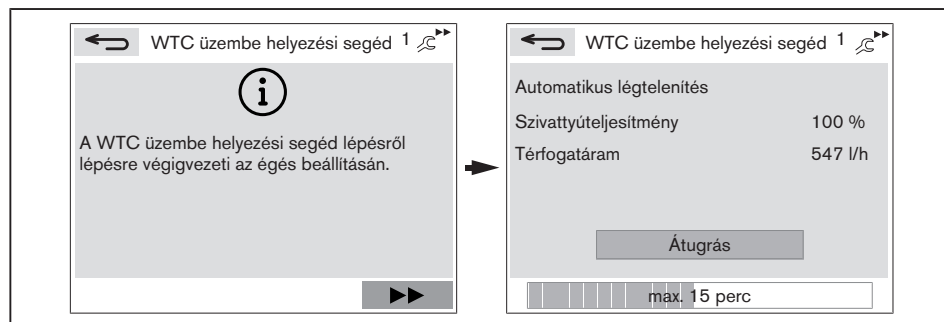 WTC üzembe helyezési segéd 1
A WTC üzembe helyezési segéd lépésről
lépésre végigvezeti az égés beállításán.
WTC üzembe helyezési segéd 1
Automatikus légtelenítés
Szivattyúteljesítmény 100 %
Térfogatáram 547 l/h
Átugrás
max. 15 perc